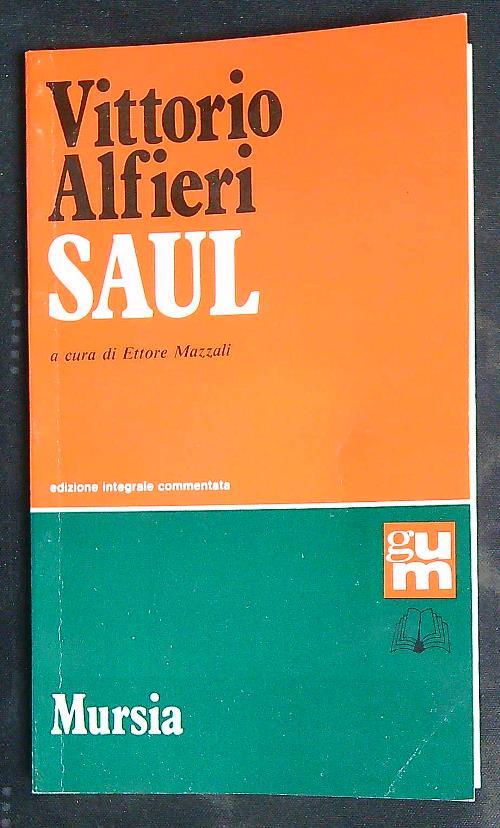 Vittorio
Alfieri
SAUL
a cura di Ettore Mazzali
edizione integrale commentata
gu
m
Mursia